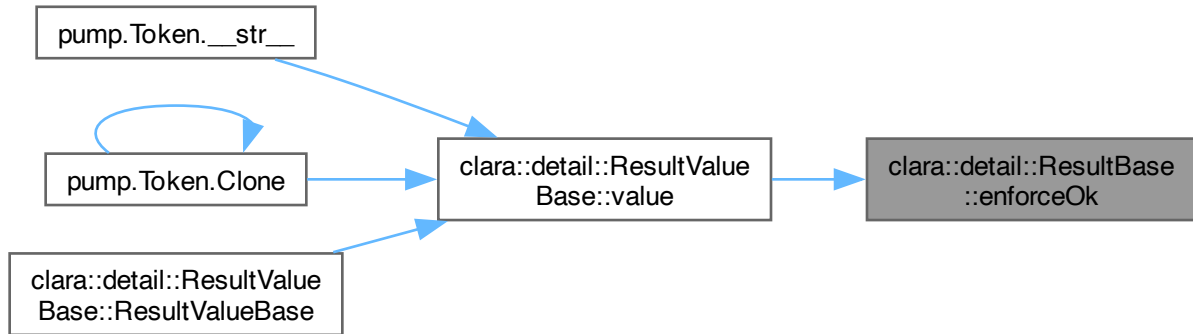 pump.Token.__str__
pump.Token.Clone
clara::detail::ResultValue
Base::ResultValueBase
clara::detail::ResultValue
Base::value
clara::detail::ResultBase
::enforceOk